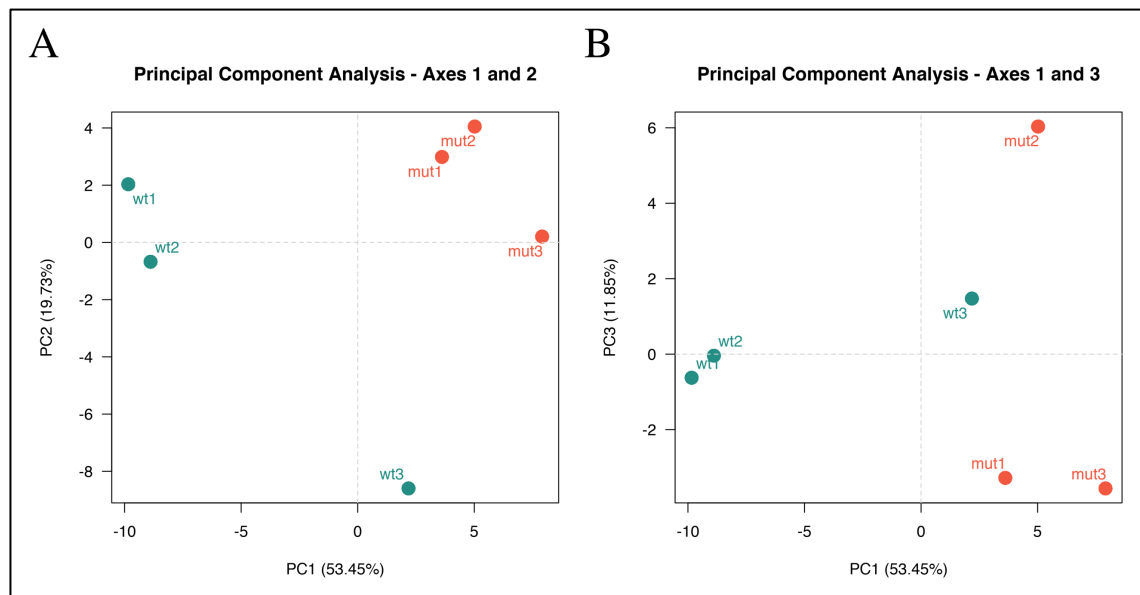 A
Principal Component Analysis - Axes 1 and 2
PC2 (19.73%)
4
2
0
-2
-4
-6
-8
mut2
mut1
wt1
mut3
wt2
wt3
-10
-5
0
5
PC1 (53.45%)
B
Principal Component Analysis - Axes 1 and 3
PC3 (11.85%)
6
4
2
0
-2
mut2
wt3
wt2
wt1
mut1
mut3
-10
-5
0
5
PC1 (53.45%)